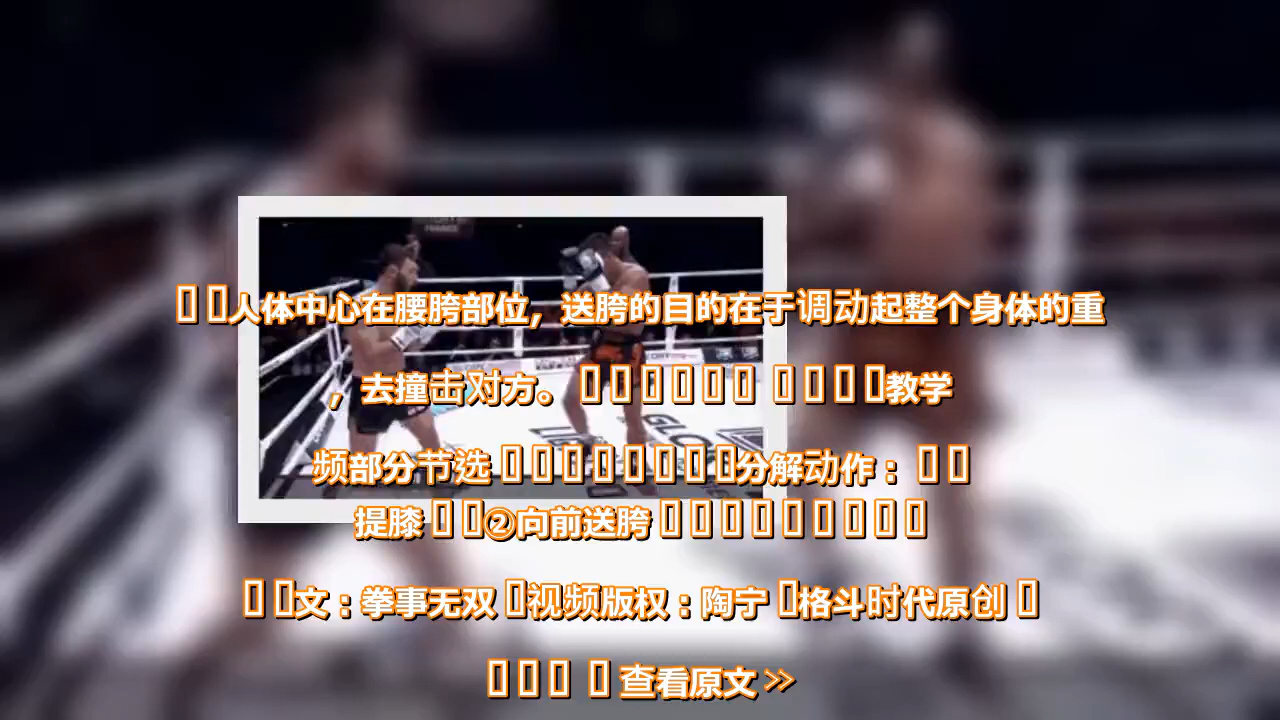 人体中心在腰胯部位，送胯的目的在于调动起整个身体的重
，去撞击对方。 教学
频部分节选 分解动作：
提膝 ②向前送胯
文：拳事无双 视频版权：陶宁 格斗时代原创
查看原文 >>